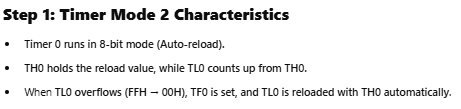 Step 1: Timer Mode 2 Characteristics
• Timer 0 runs in 8-bit mode (Auto-reload).
• TH0 holds the reload value, while TL0 counts up from TH0.
• When TL0 overflows (FFH → 00H), TF0 is set, and TL0 is reloaded with TH0 automatically.